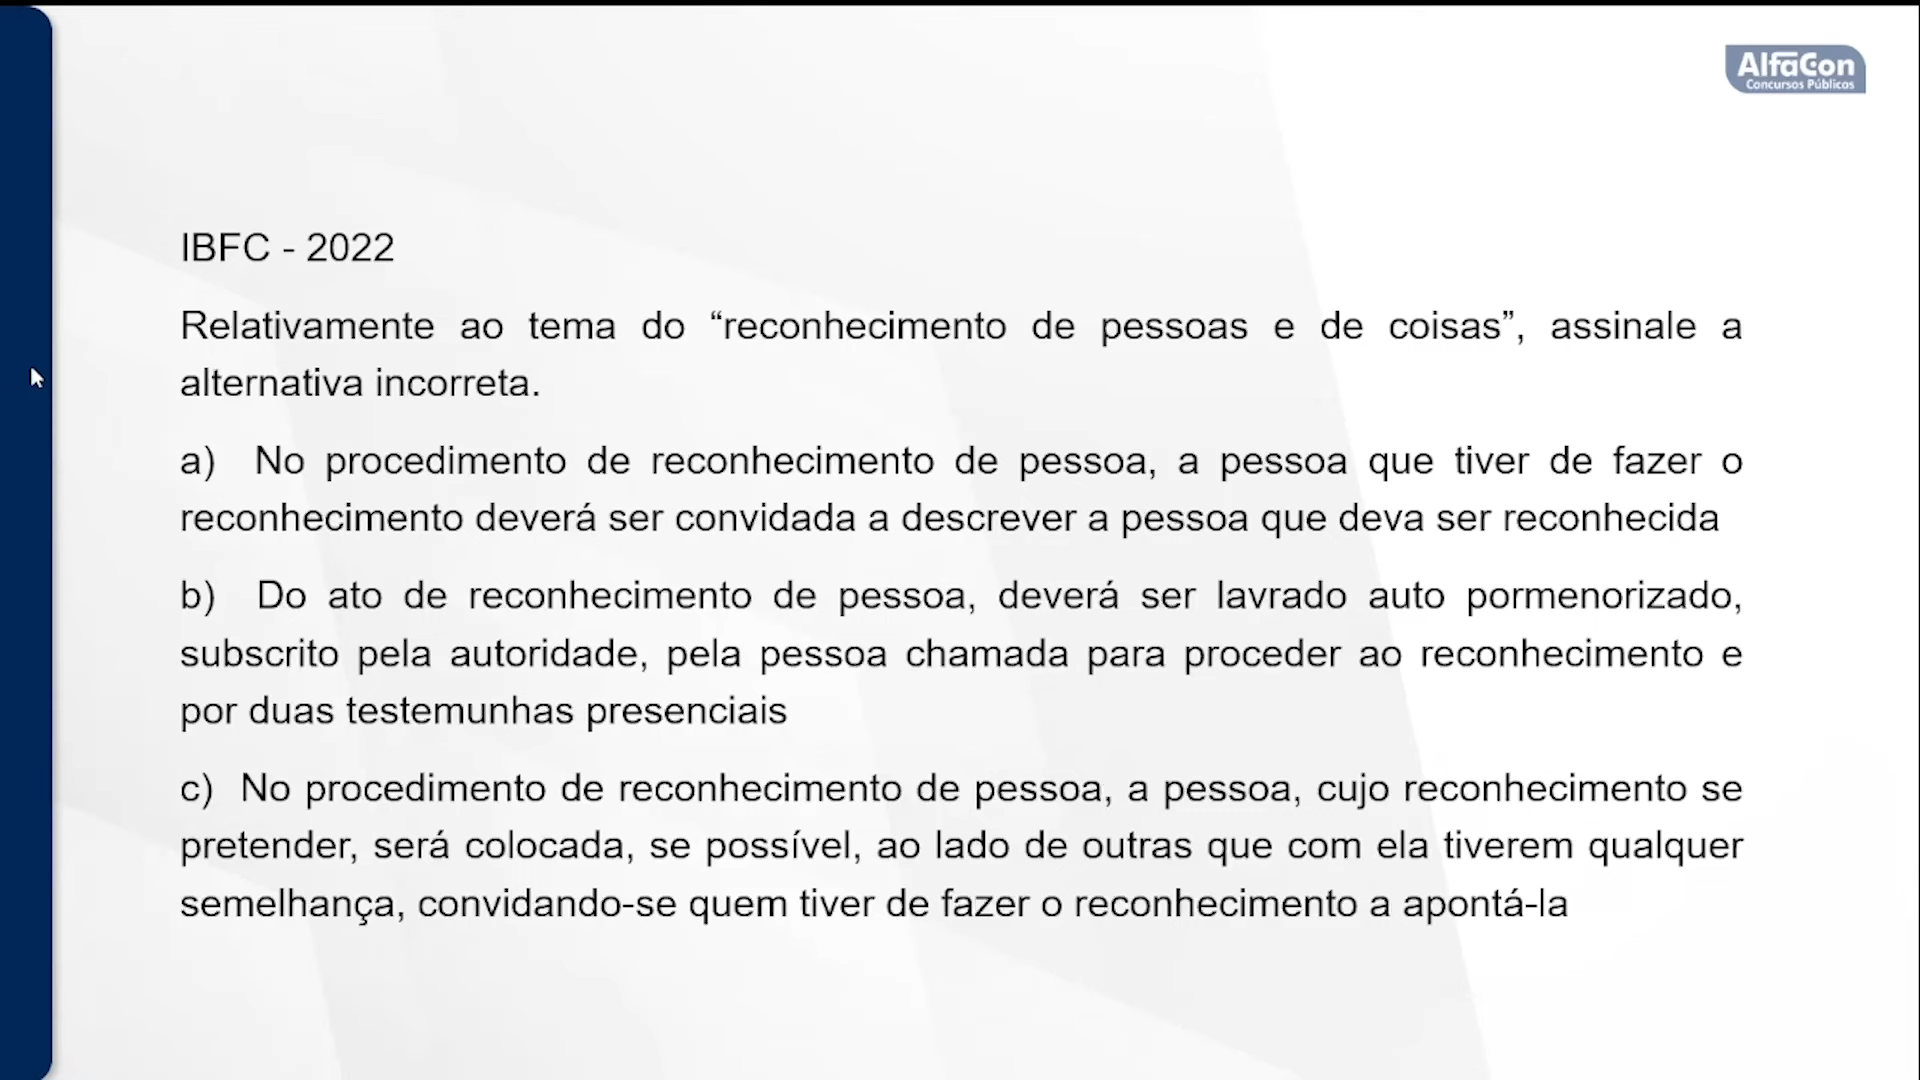 AlfaCon
Concursos Públicos
IBFC - 2022
Relativamente ao tema do “reconhecimento de pessoas e de coisas”, assinale a
alternativa incorreta.
a) No procedimento de reconhecimento de pessoa, a pessoa que tiver de fazer o
reconhecimento deverá ser convidada a descrever a pessoa que deva ser reconhecida
b) Do ato de reconhecimento de pessoa, deverá ser lavrado auto pormenorizado,
subscrito pela autoridade, pela pessoa chamada para proceder ao reconhecimento e
por duas testemunhas presenciais
c) No procedimento de reconhecimento de pessoa, a pessoa, cujo reconhecimento se
pretender, será colocada, se possível, ao lado de outras que com ela tiverem qualquer
semelhança, convidando-se quem tiver de fazer o reconhecimento a apontá-la